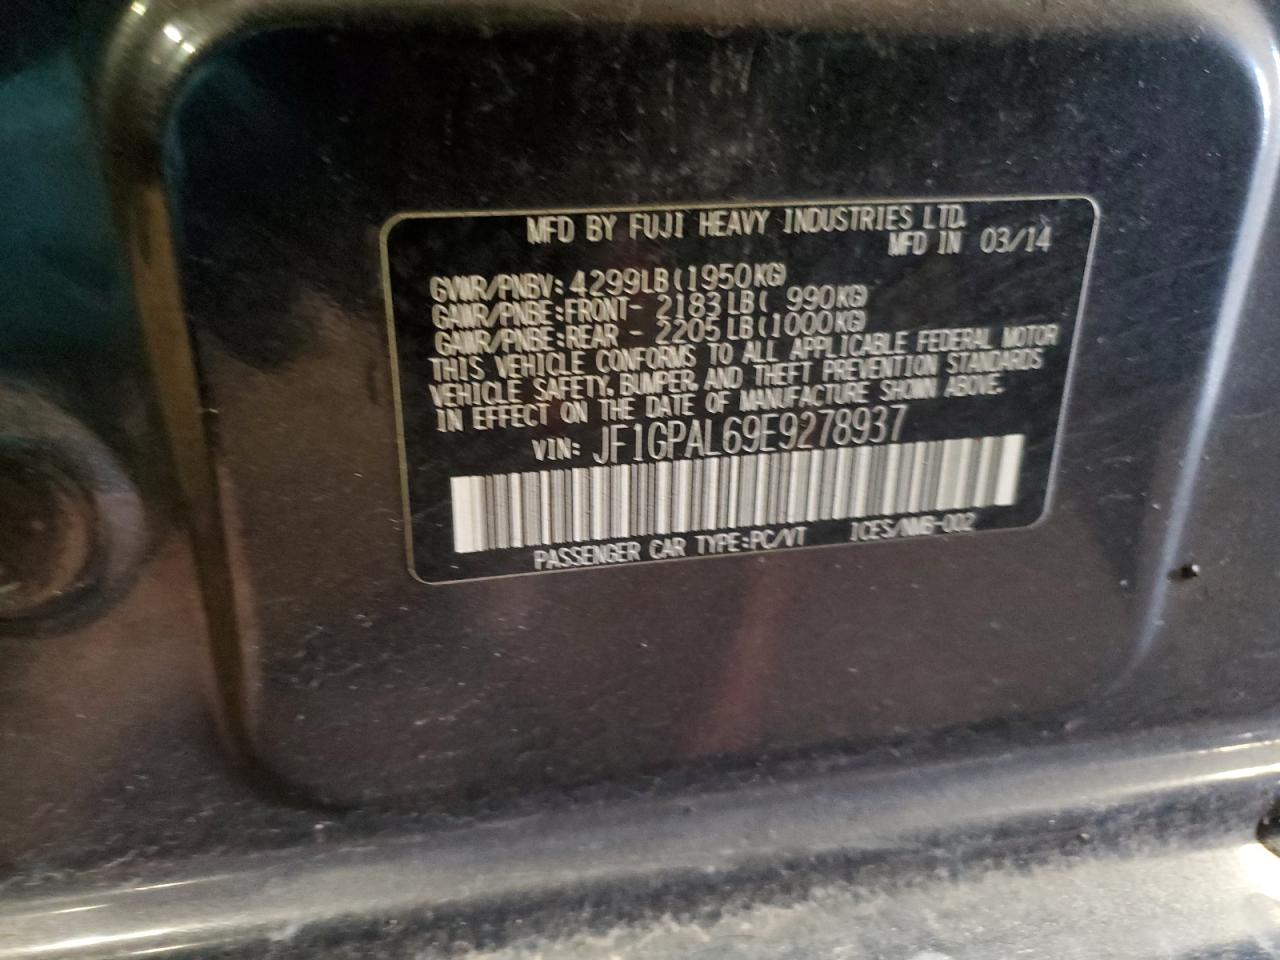 MFD BY FUJI HEAVY INDUSTRIES LTD.
MFD IN 03/14
GVWR/PNBV: 4299LB(1950KG)
GAWR/PNBE:FRONT- 2183LB( 990KG)
GAWR/PNBE:REAR - 2205LB(1000KG)
THIS VEHICLE CONFORMS TO ALL APPLICABLE FEDERAL MOTOR
VEHICLE SAFETY, BUMPER, AND THEFT PREVENTION STANDARDS
IN EFFECT ON THE DATE OF MANUFACTURE SHOWN ABOVE.
VIN: JF1GPAL69E9278937
PASSENGER CAR TYPE:PC/VT ICES/NMB-002